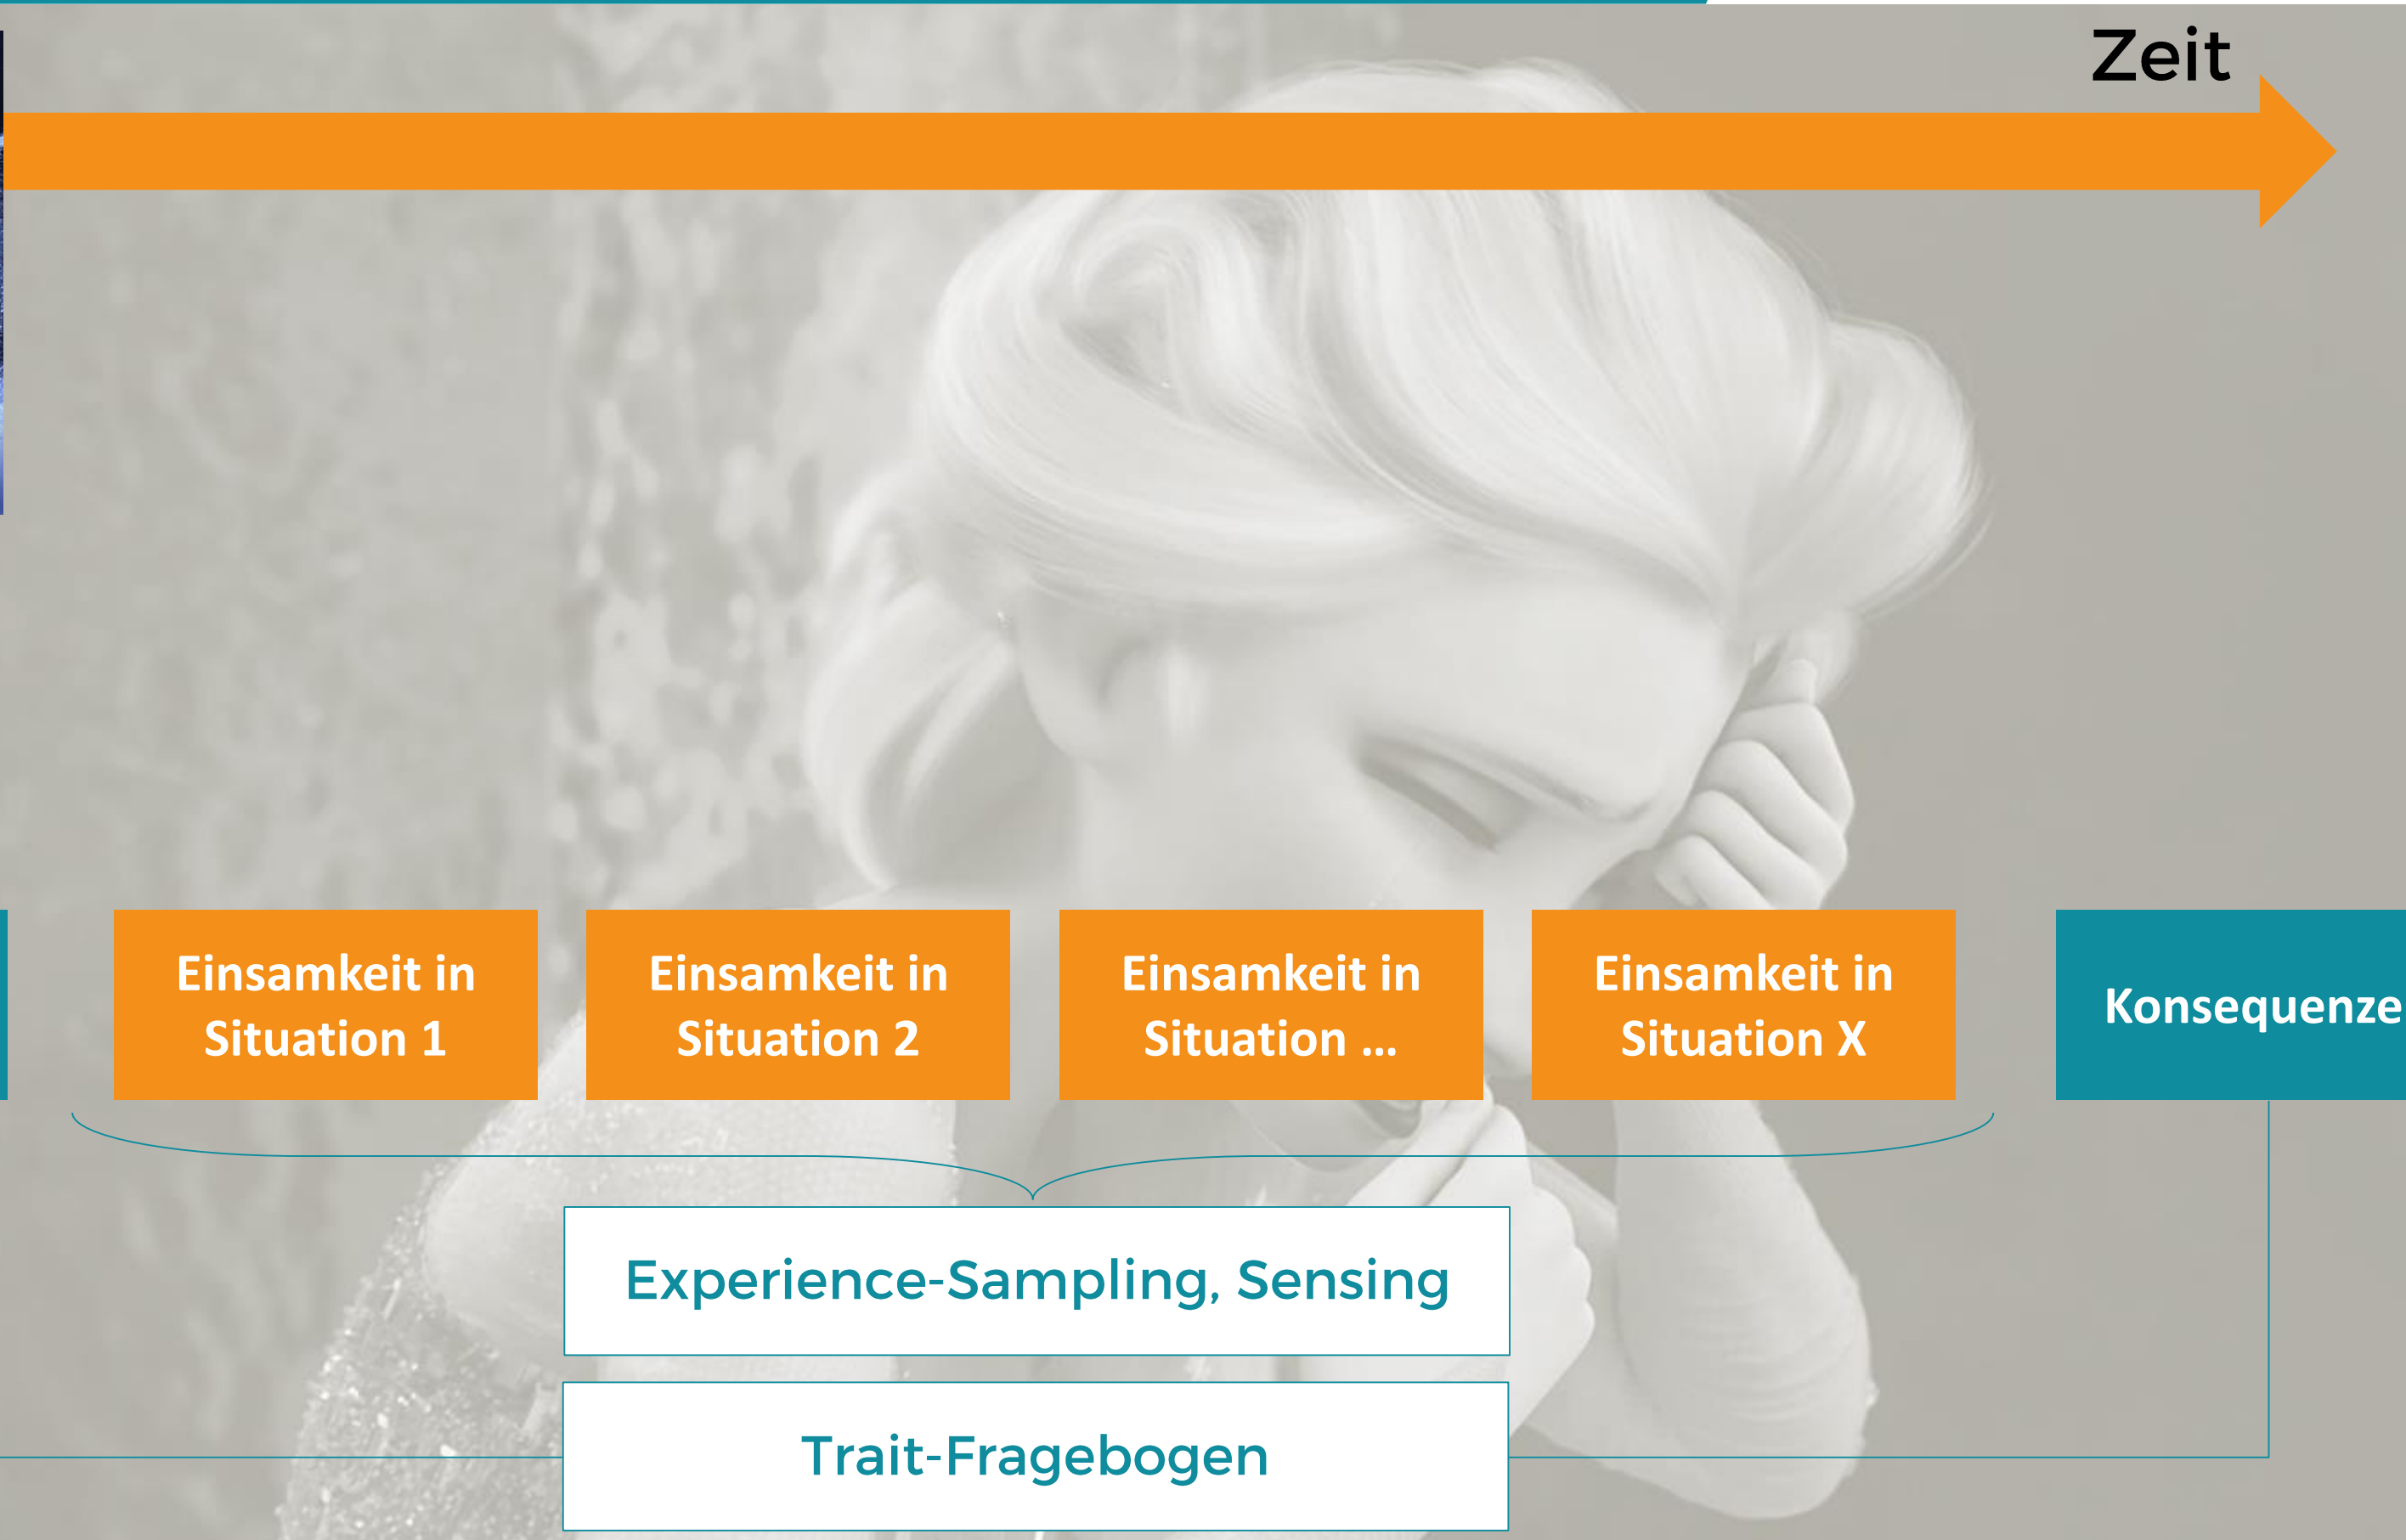 Zeit
Einsamkeit in
Situation 1
Einsamkeit in
Situation 2
Einsamkeit in
Situation ...
Einsamkeit in
Situation X
Konsequenze
Experience-Sampling, Sensing
Trait-Fragebogen